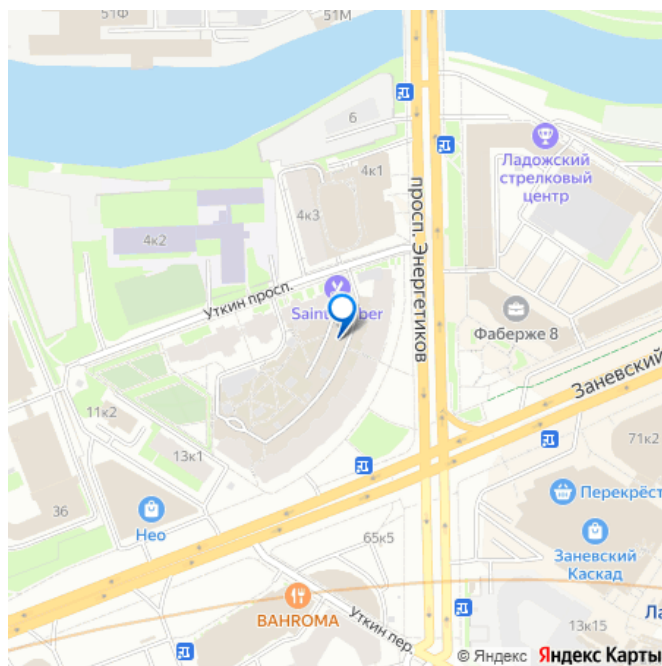 51Ф
51М
6
Ладожский
стрелковый
центр
4к1
4к3
4к2
просп. Энергетиков
Уткин просп.
Фаберже 8
Заневский
11к2
13к1
71к2
36
Нео
Перекрёст
65к5
Заневский
Каскад
BAHROMA
Уткин пер.
13к15
© Яндекс Яндекс Карты